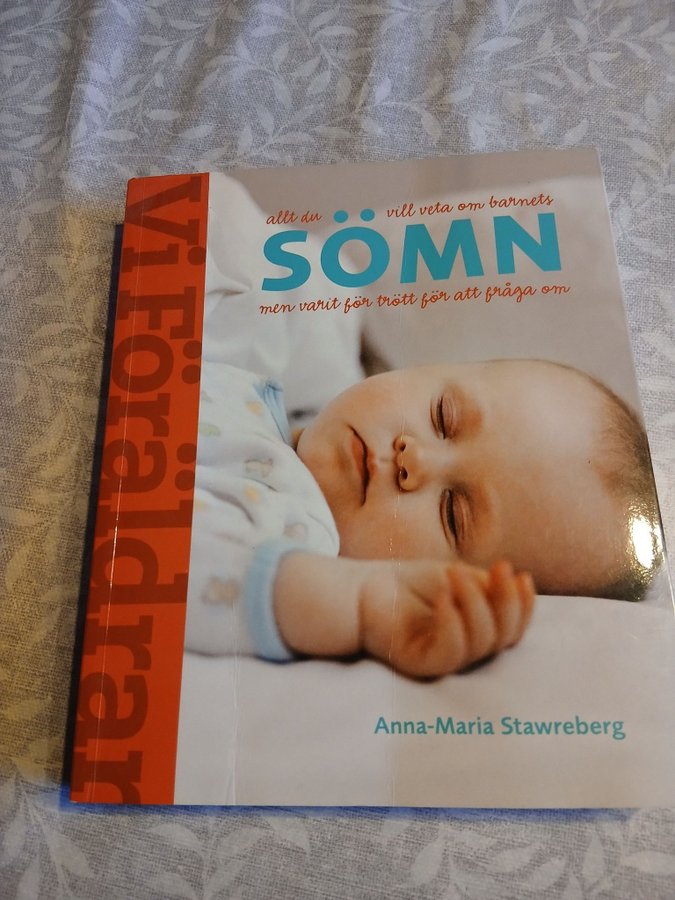 Vi Föräldrar
allt du vill veta om barnets
SÖMN
men varit för trött för att fråga om
Anna-Maria Stawreberg